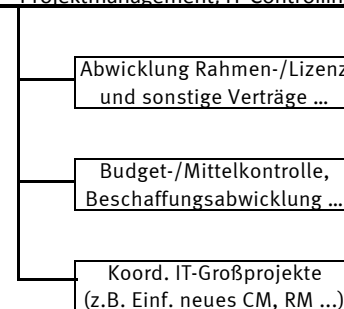 Projektmanagement, IT-Controllin
Abwicklung Rahmen-/Lizenz
und sonstige Verträge ...
Budget-/Mittelkontrolle,
Beschaffungsabwicklung ...
Koord. IT-Großprojekte
(z.B. Einf. neues CM, RM ...)